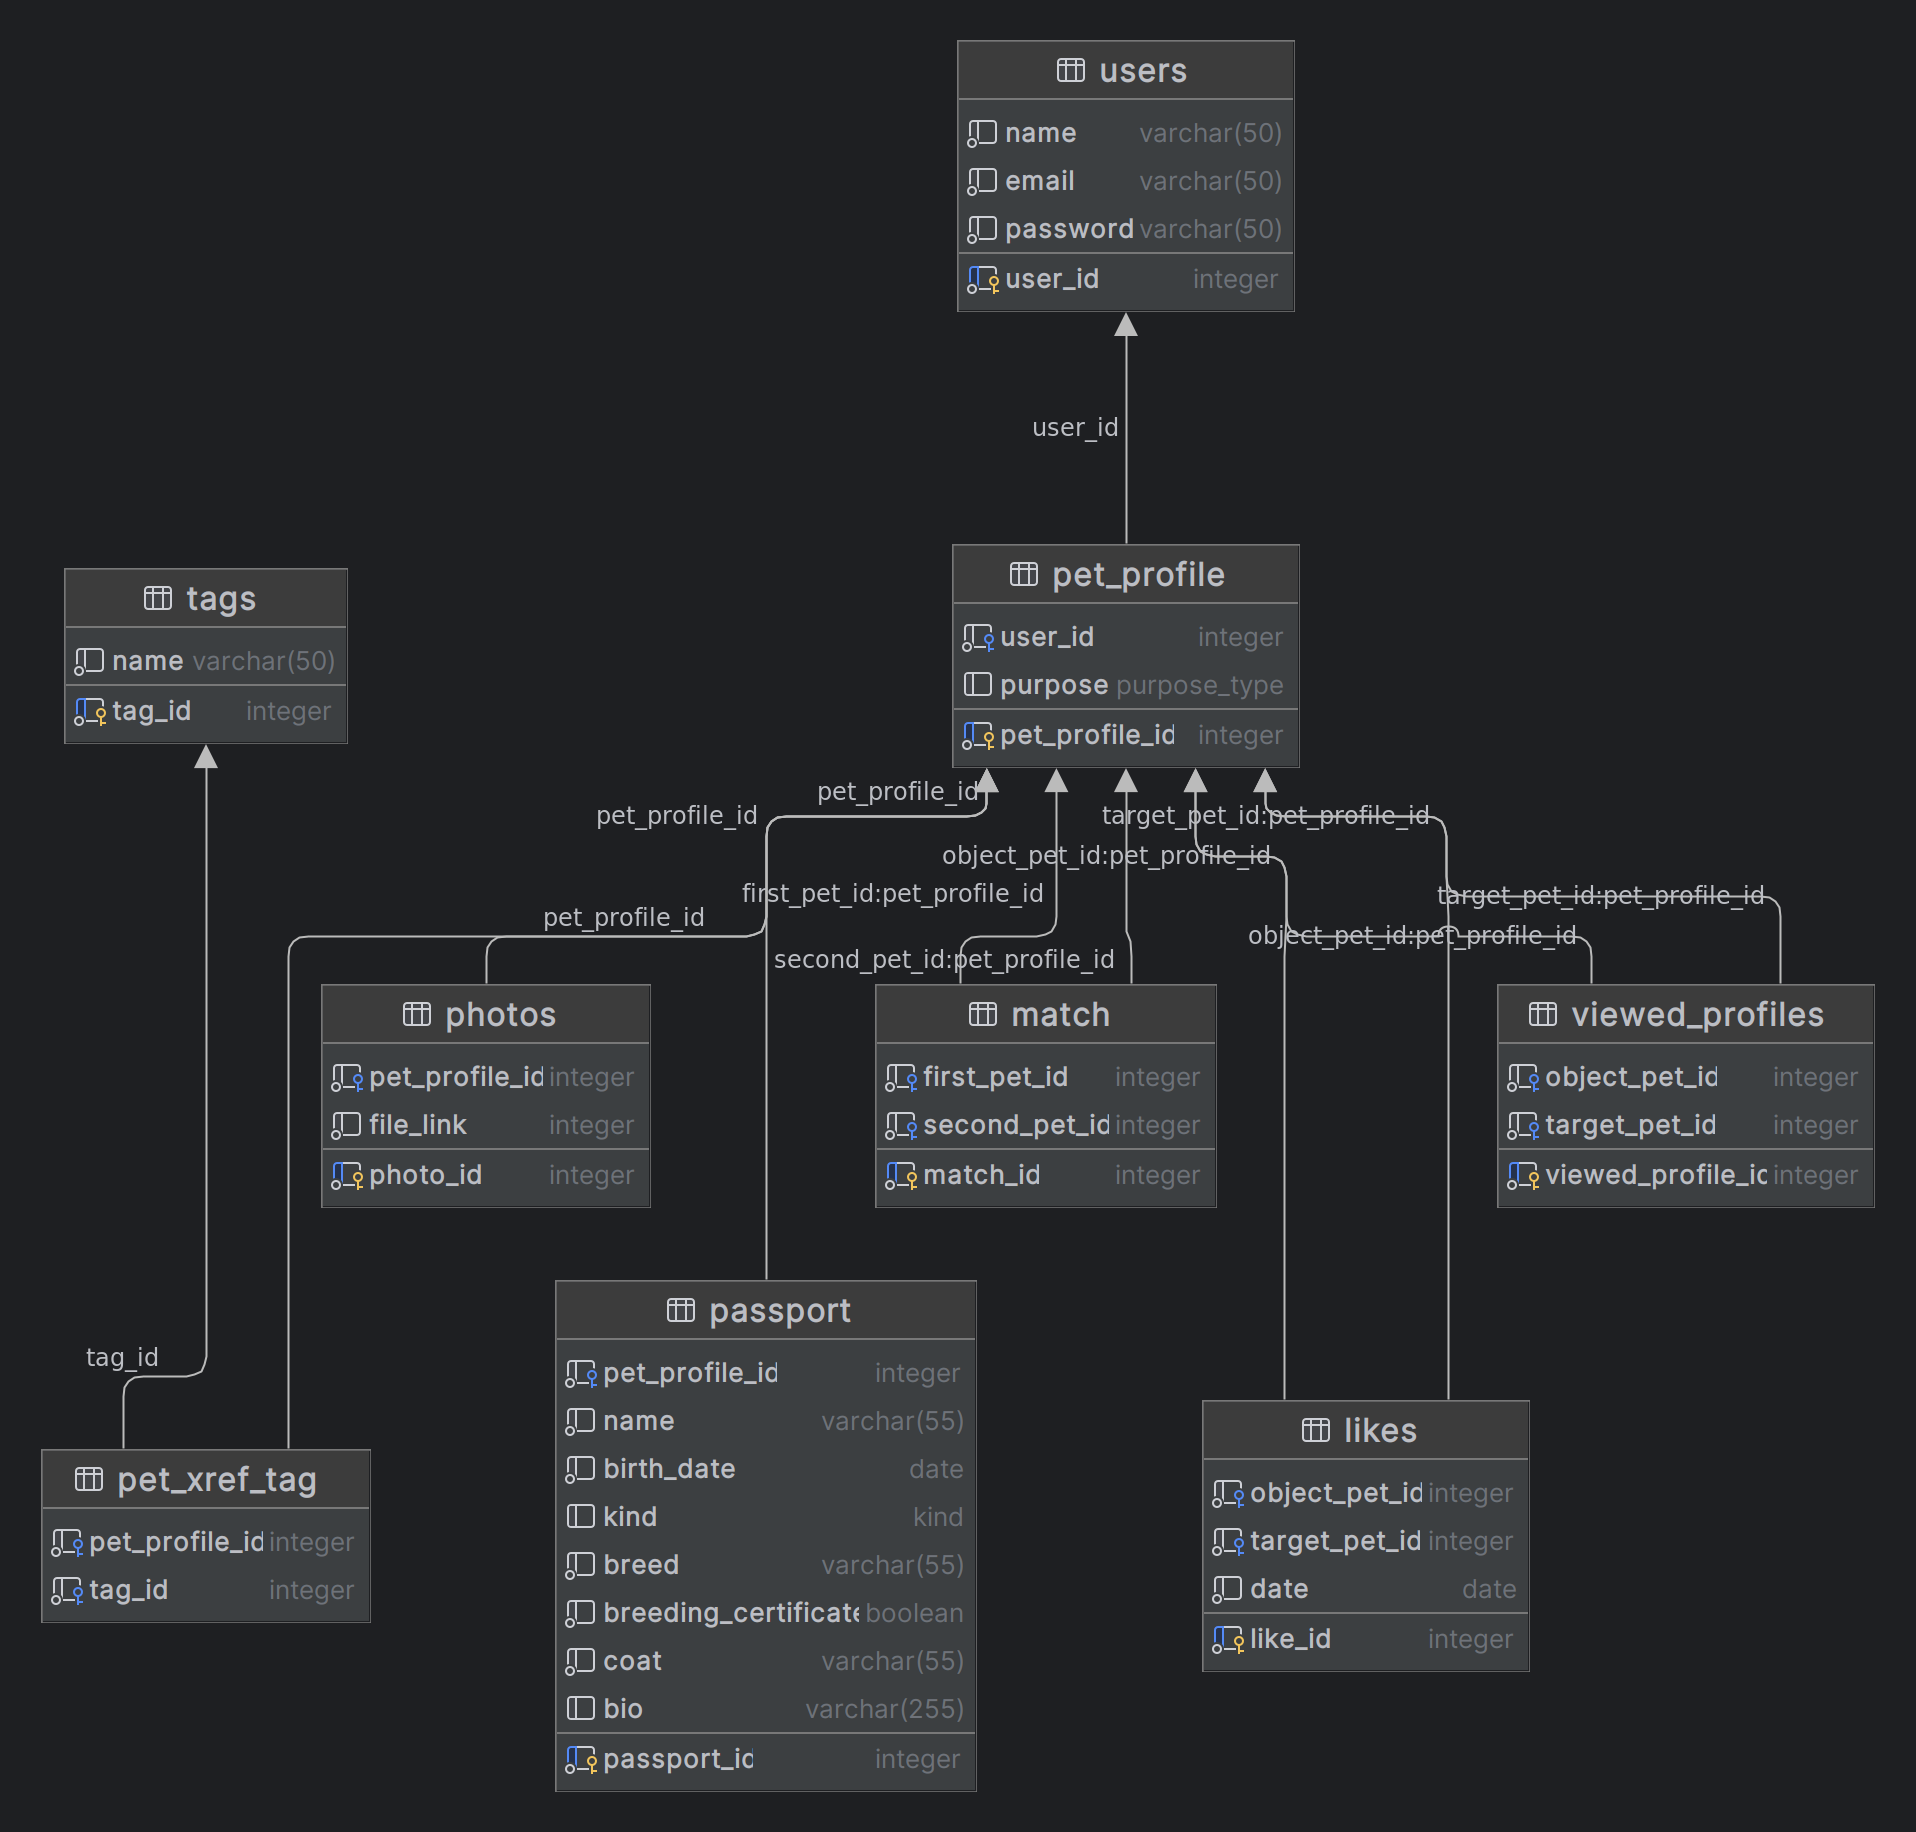 users
name varchar(50)
email varchar(50)
password varchar(50)
user_id integer
user_id
pet_profile
user_id integer
purpose purpose_type
pet_profile_id integer
tags
name varchar(50)
tag_id integer
pet_profile_id
pet_profile_id
target_pet_id:pet_profile_id
object_pet_id:pet_profile_id
first_pet_id:pet_profile_id
target_pet_id:pet_profile_id
pet_profile_id
object_pet_id:pet_profile_id
second_pet_id:pet_profile_id
photos
pet_profile_id integer
file_link integer
photo_id integer
match
first_pet_id integer
second_pet_id integer
match_id integer
viewed_profiles
object_pet_id integer
target_pet_id integer
viewed_profile_id integer
tag_id
passport
pet_profile_id integer
name varchar(55)
birth_date date
kind kind
breed varchar(55)
breeding_certificate boolean
coat varchar(55)
bio varchar(255)
passport_id integer
likes
object_pet_id integer
target_pet_id integer
date date
like_id integer
pet_xref_tag
pet_profile_id integer
tag_id integer